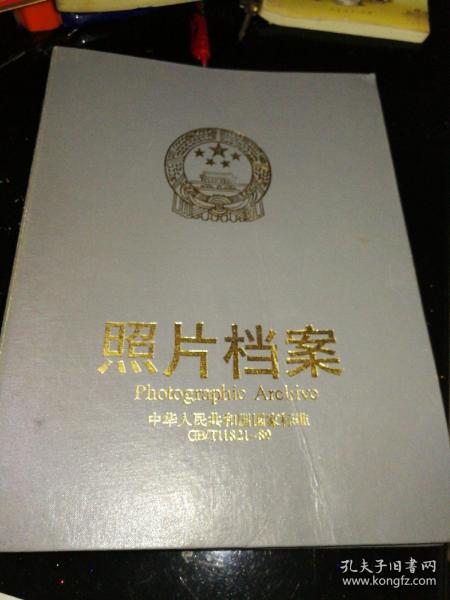 照片档案
Photographic Archive
中华人民共和国国家标准
GB/T11821-89
孔夫子旧书网
www.kongfz.com